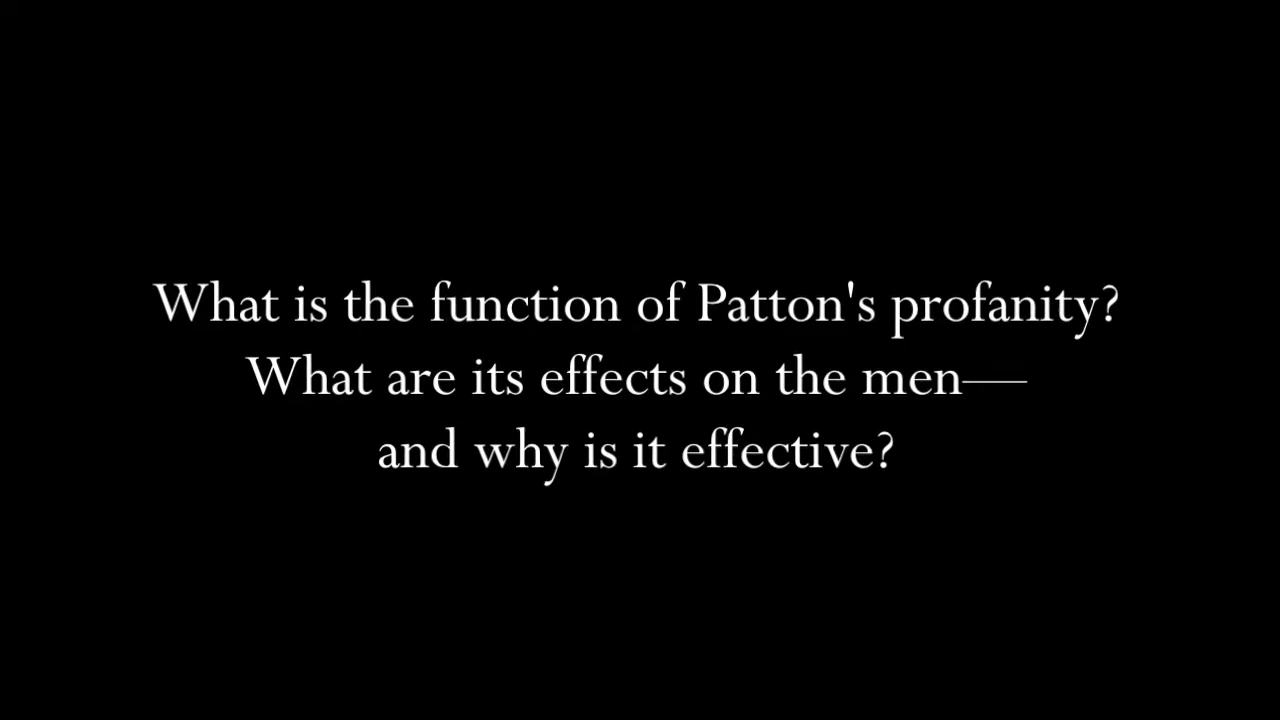 What is the function of Patton's profanity?
What are its effects on the men—
and why is it effective?